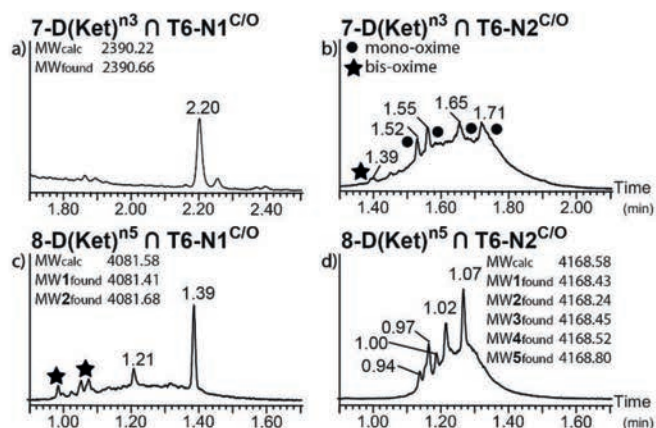 7-D(Ket)ⁿ³ ∩ T6-N1ᶜ/ᴼ
a)
MWcalc 2390.22
MWfound 2390.66
2.20
1.80 2.00 2.20 2.40
7-D(Ket)ⁿ³ ∩ T6-N2ᶜ/ᴼ
b) ● mono-oxime
★ bis-oxime
1.39
1.52
1.55
1.65
1.71
Time
1.40 1.60 1.80 2.00 (min)
8-D(Ket)ⁿ⁵ ∩ T6-N1ᶜ/ᴼ
c)
MWcalc 4081.58
MW1found 4081.41
MW2found 4081.68
1.21
1.39
1.00 1.20 1.40 1.60
8-D(Ket)ⁿ⁵ ∩ T6-N2ᶜ/ᴼ
d)
MWcalc 4168.58
MW1found 4168.43
MW2found 4168.24
MW3found 4168.45
MW4found 4168.52
MW5found 4168.80
0.94
1.00
0.97
1.02
1.07
Time
0.90 1.10 1.30 1.50 (min)